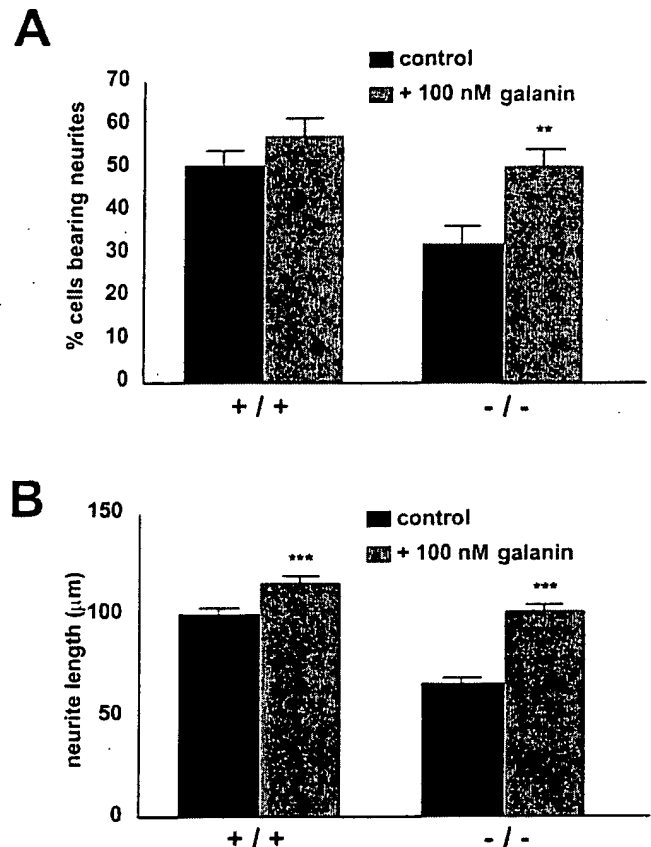 A
control
+ 100 nM galanin
70
60
50
40
30
20
10
0
% cells bearing neurites
**
+ / +
- / -
B
control
+ 100 nM galanin
150
100
50
0
neurite length (µm)
***
***
+ / +
- / -